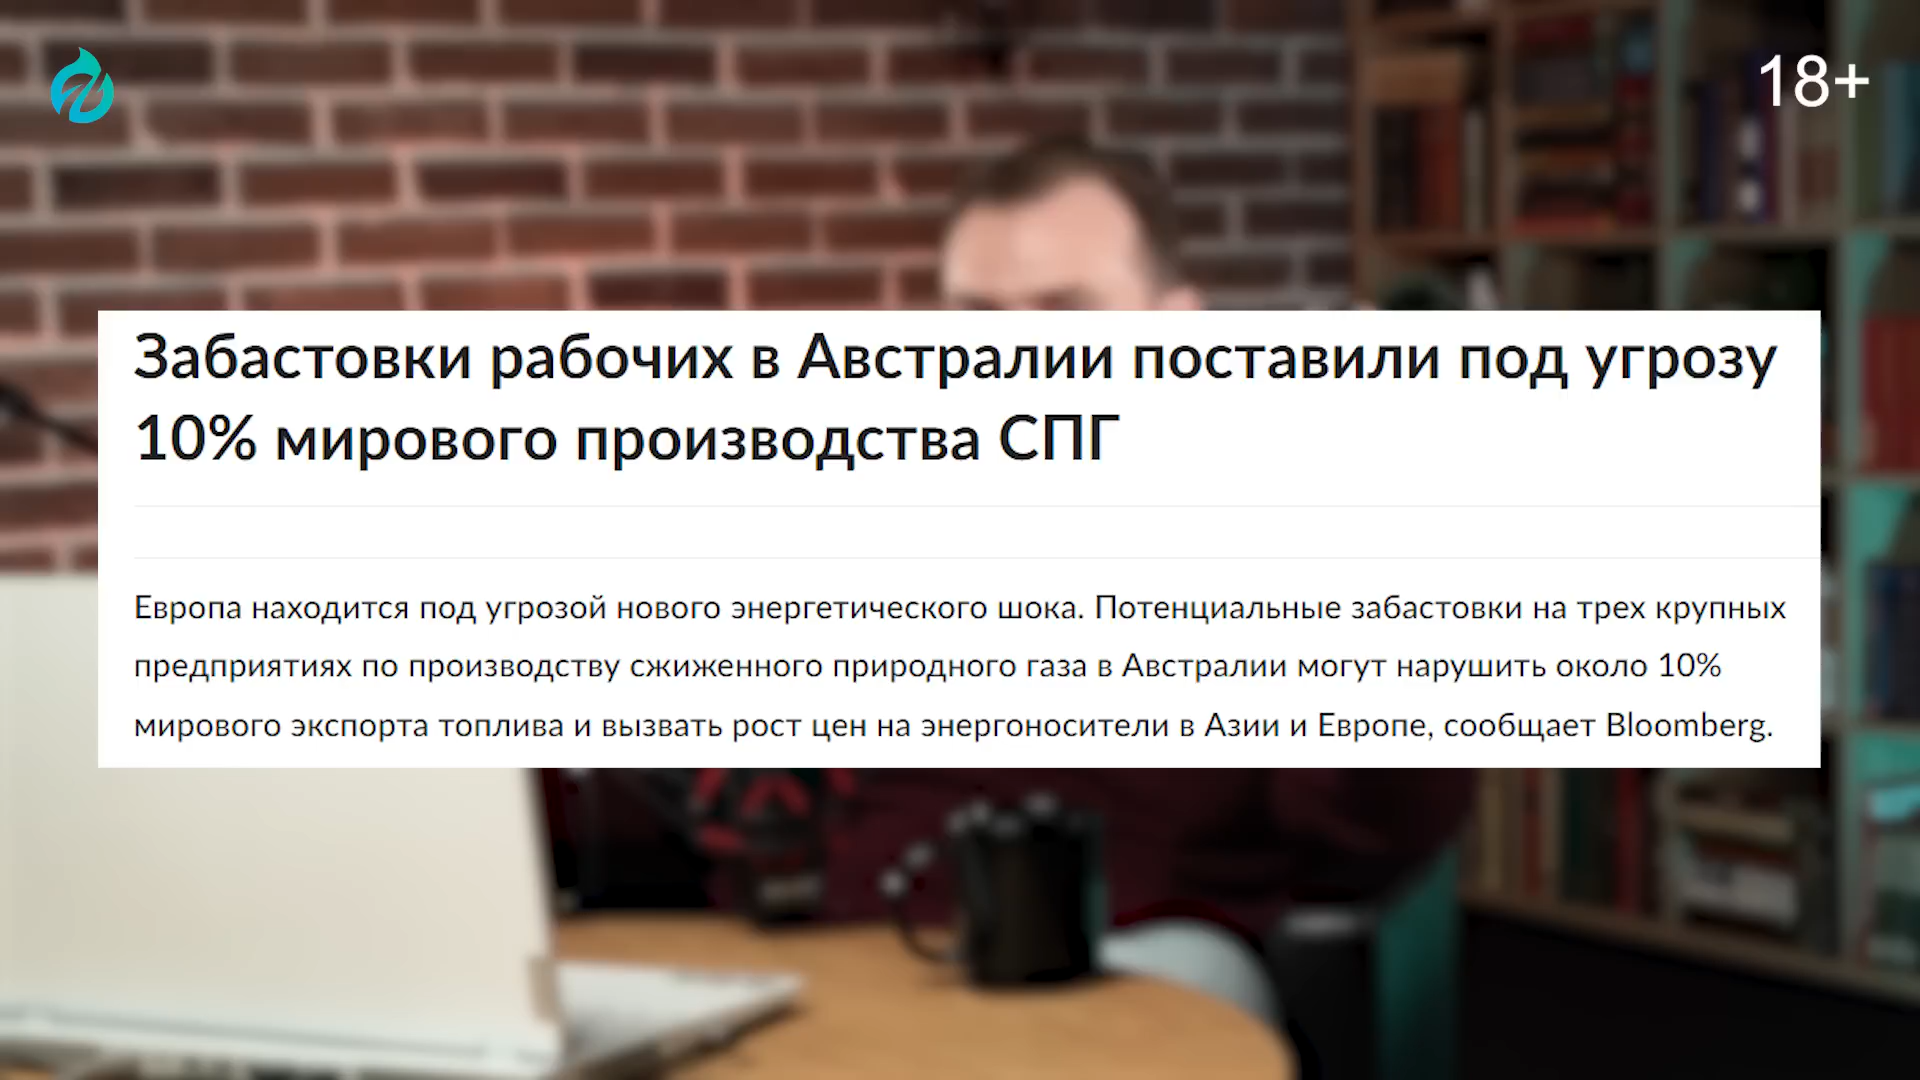 18+
Забастовки рабочих в Австралии поставили под угрозу
10% мирового производства СПГ
Европа находится под угрозой нового энергетического шока. Потенциальные забастовки на трех крупных
предприятиях по производству сжиженного природного газа в Австралии могут нарушить около 10%
мирового экспорта топлива и вызвать рост цен на энергоносители в Азии и Европе, сообщает Bloomberg.